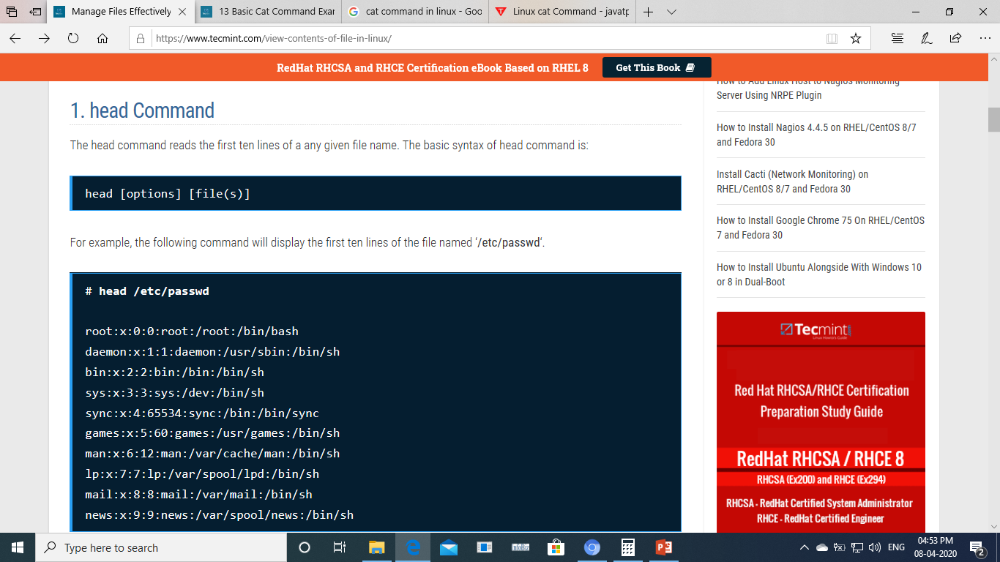 Manage Files Effectively
13 Basic Cat Command Exar
cat command in linux - Goo
Linux cat Command - javatp
https://www.tecmint.com/view-contents-of-file-in-linux/
RedHat RHCSA and RHCE Certification eBook Based on RHEL 8
Get This Book
1. head Command
The head command reads the first ten lines of a any given file name. The basic syntax of head command is:
head [options] [file(s)]
For example, the following command will display the first ten lines of the file named ‘/etc/passwd‘.
# head /etc/passwd
root:x:0:0:root:/root:/bin/bash
daemon:x:1:1:daemon:/usr/sbin:/bin/sh
bin:x:2:2:bin:/bin:/bin/sh
sys:x:3:3:sys:/dev:/bin/sh
sync:x:4:65534:sync:/bin:/bin/sync
games:x:5:60:games:/usr/games:/bin/sh
man:x:6:12:man:/var/cache/man:/bin/sh
lp:x:7:7:lp:/var/spool/lpd:/bin/sh
mail:x:8:8:mail:/var/mail:/bin/sh
news:x:9:9:news:/var/spool/news:/bin/sh
How to Add Linux Host to Nagios Monitoring
Server Using NRPE Plugin
How to Install Nagios 4.4.5 on RHEL/CentOS 8/7
and Fedora 30
Install Cacti (Network Monitoring) on
RHEL/CentOS 8/7 and Fedora 30
How to Install Google Chrome 75 On RHEL/CentOS
7 and Fedora 30
How to Install Ubuntu Alongside With Windows 10
or 8 in Dual-Boot
Tecmint
Linux Howto's Guide
Red Hat RHCSA/RHCE Certification
Preparation Study Guide
RedHat RHCSA / RHCE 8
RHCSA (Ex200) and RHCE (Ex294)
RHCSA - RedHat Certified System Administrator
RHCE - RedHat Certified Engineer
Type here to search
ENG
04:53 PM
08-04-2020
2